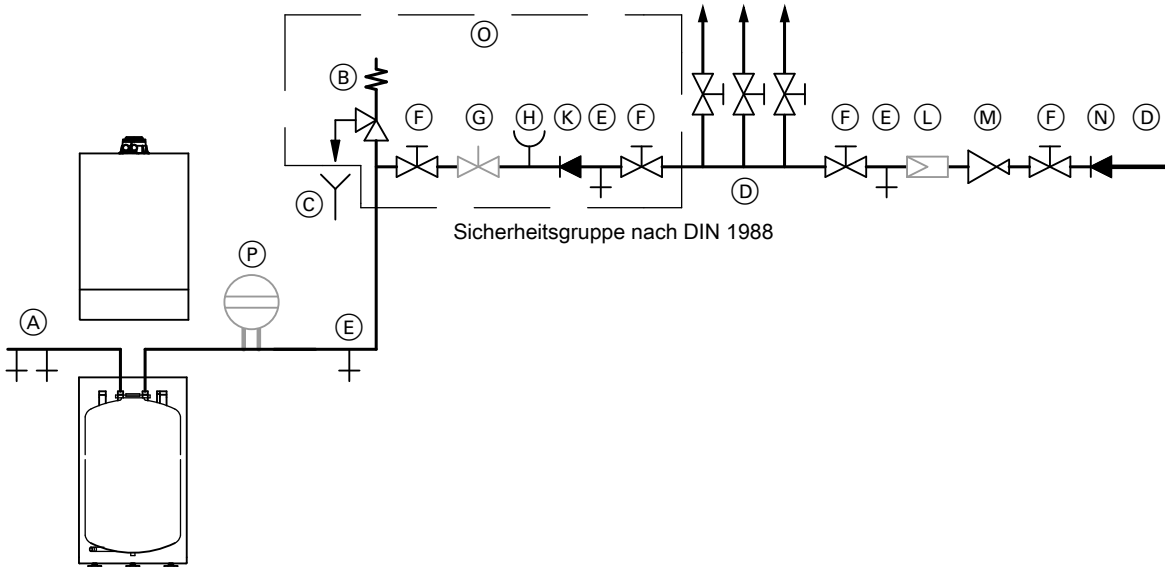 O
B
F G H K E F F E L M F N D
C
D
Sicherheitsgruppe nach DIN 1988
P
A
E